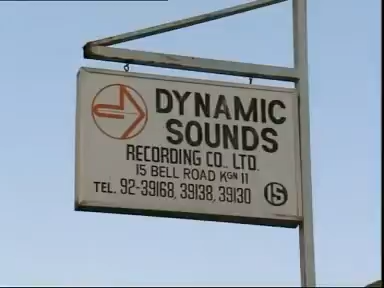 DYNAMIC
SOUNDS
RECORDING CO., LTD.
15 BELL ROAD KGN 11
TEL. 92-39168, 39138, 39130
15